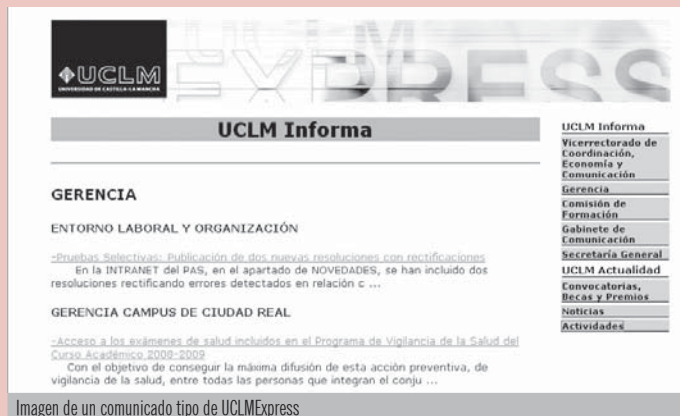 UCLM
UNIVERSIDAD DE CASTILLA-LA MANCHA
UCLM
EXPRESS
UCLM Informa
GERENCIA
ENTORNO LABORAL Y ORGANIZACIÓN
-Pruebas Selectivas: Publicación de dos nuevas resoluciones con rectificaciones
En la INTRANET del PAS, en el apartado de NOVEDADES, se han incluido dos
resoluciones rectificando errores detectados en relación c ...
GERENCIA CAMPUS DE CIUDAD REAL
-Acceso a los exámenes de salud incluidos en el Programa de Vigilancia de la Salud del
Curso Académico 2008-2009
Con el objetivo de conseguir la máxima difusión de esta acción preventiva, de
vigilancia de la salud, entre todas las personas que integran el conju ...
UCLM Informa
Vicerrectorado de
Coordinación,
Economía y
Comunicación
Gerencia
Comisión de
Formación
Gabinete de
Comunicación
Secretaría General
UCLM Actualidad
Convocatorias,
Becas y Premios
Noticias
Actividades
Imagen de un comunicado tipo de UCLMExpress